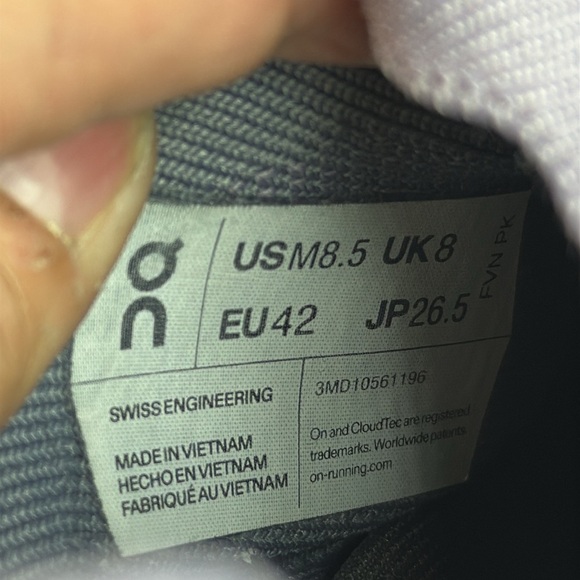 On
US M8.5 UK 8
EU 42 JP 26.5
FVN PK
SWISS ENGINEERING
MADE IN VIETNAM
HECHO EN VIETNAM
FABRIQUÉ AU VIETNAM
3MD10561196
On and CloudTec are registered
trademarks. Worldwide patents.
on-running.com